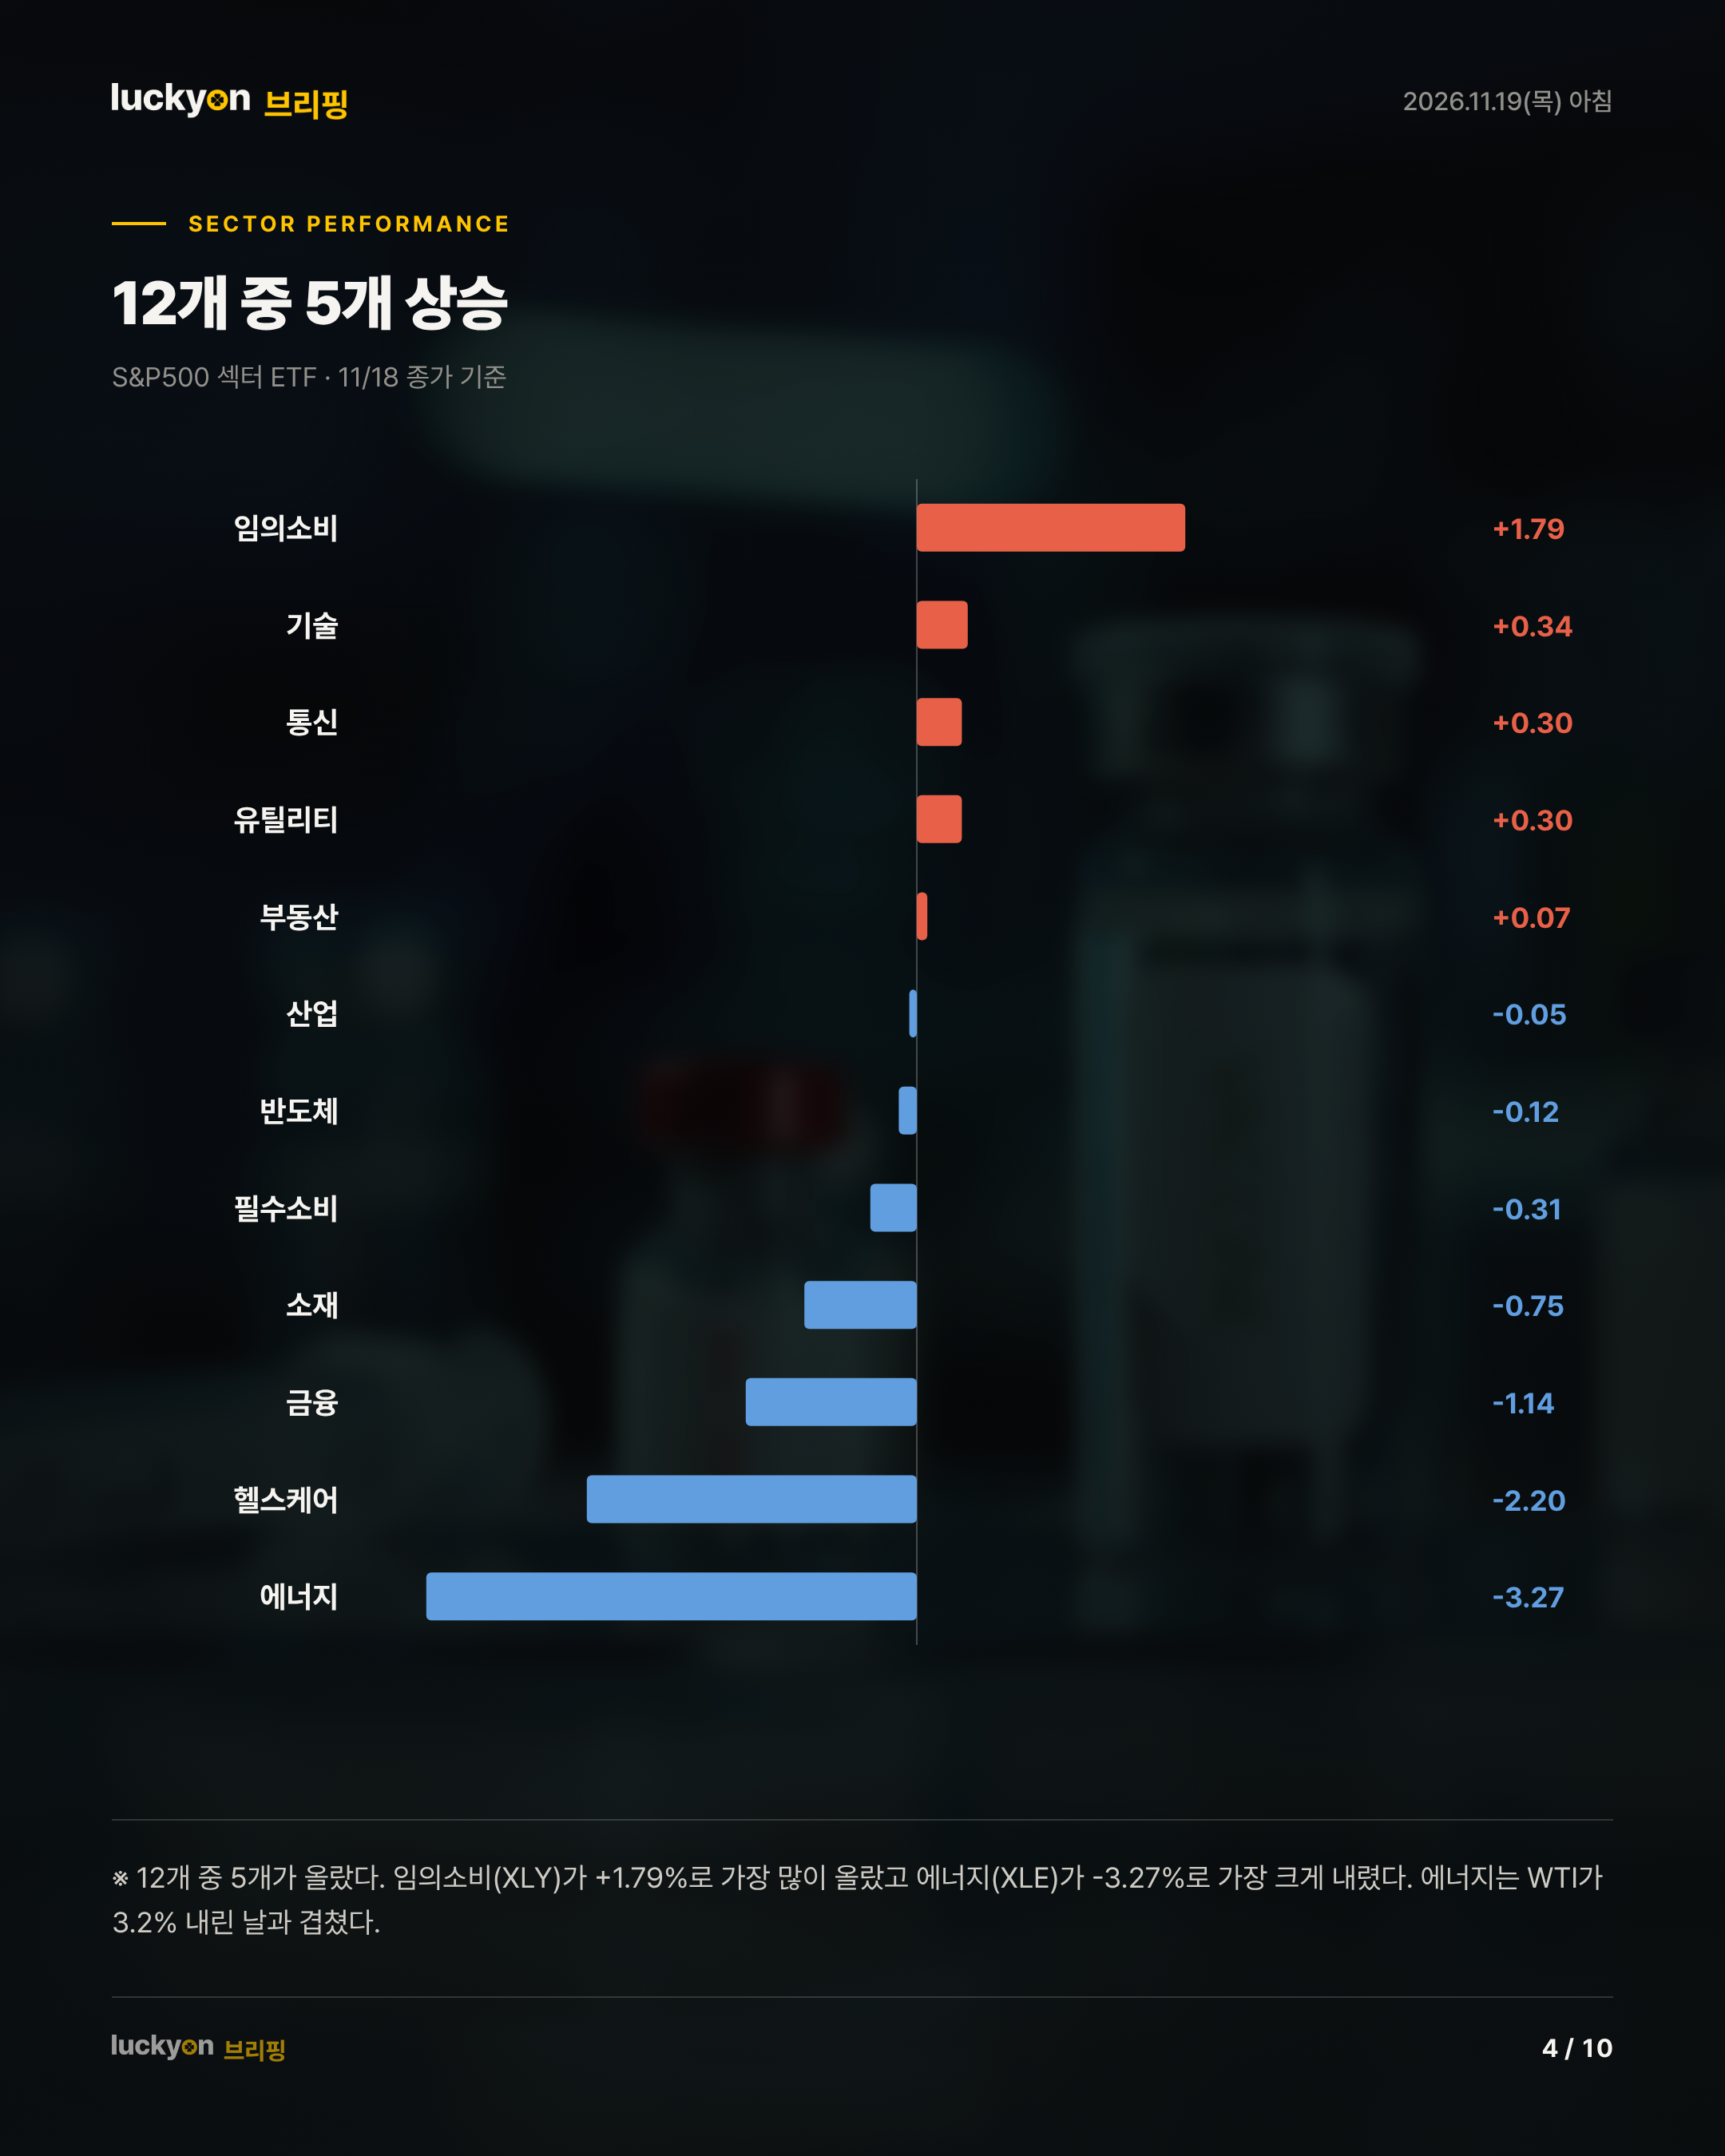 luckyon 브리핑
2026.11.19(목) 아침
SECTOR PERFORMANCE
12개 중 5개 상승
S&P500 섹터 ETF · 11/18 종가 기준
임의소비 +1.79
기술 +0.34
통신 +0.30
유틸리티 +0.30
부동산 +0.07
산업 -0.05
반도체 -0.12
필수소비 -0.31
소재 -0.75
금융 -1.14
헬스케어 -2.20
에너지 -3.27
※ 12개 중 5개가 올랐다. 임의소비(XLY)가 +1.79%로 가장 많이 올랐고 에너지(XLE)가 -3.27%로 가장 크게 내렸다. 에너지는 WTI가
3.2% 내린 날과 겹쳤다.
luckyon 브리핑
4 / 10